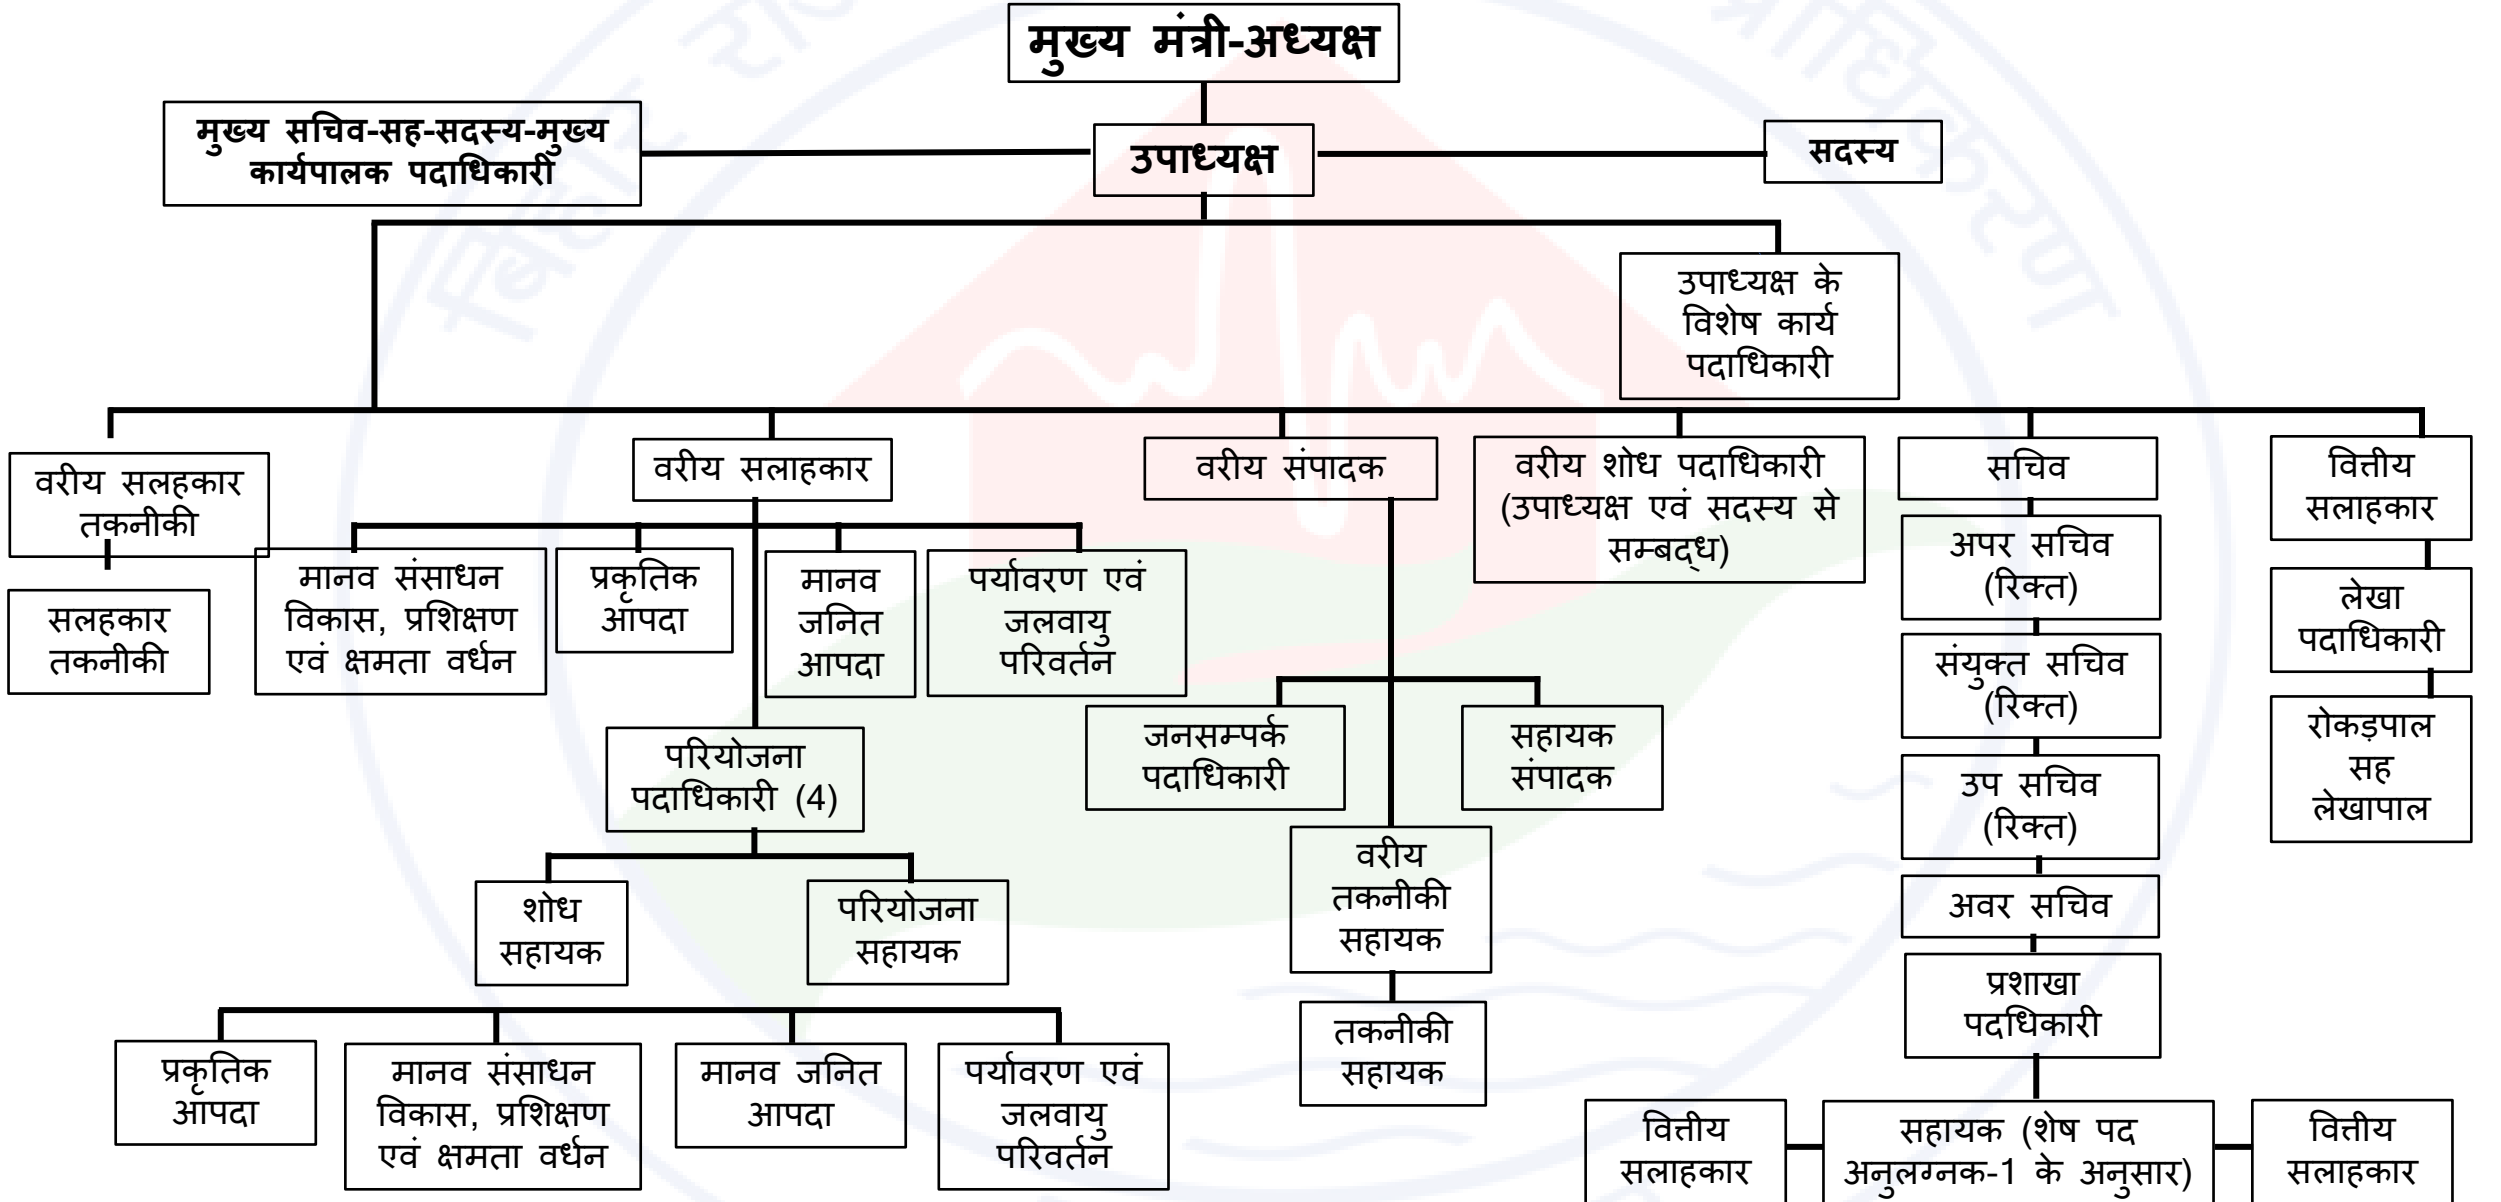 मुख्य मंत्री-अध्यक्ष
मुख्य सचिव-सह-सदस्य-मुख्य
कार्यपालक पदाधिकारी
उपाध्यक्ष
सदस्य
उपाध्यक्ष के
विशेष कार्य
पदाधिकारी
वरीय सलहकार
तकनीकी
वरीय सलाहकार
वरीय संपादक
वरीय शोध पदाधिकारी
(उपाध्यक्ष एवं सदस्य से
सम्बद्ध)
सचिव
वित्तीय
सलाहकार
सलहकार
तकनीकी
मानव संसाधन
विकास, प्रशिक्षण
एवं क्षमता वर्धन
प्रकृतिक
आपदा
मानव
जनित
आपदा
पर्यावरण एवं
जलवायु
परिवर्तन
अपर सचिव
(रिक्त)
लेखा
पदाधिकारी
संयुक्त सचिव
(रिक्त)
परियोजना
पदाधिकारी (4)
जनसम्पर्क
पदाधिकारी
सहायक
संपादक
उप सचिव
(रिक्त)
रोकड़पाल
सह
लेखापाल
शोध
सहायक
परियोजना
सहायक
वरीय
तकनीकी
सहायक
अवर सचिव
प्रशाखा
पदधिकारी
तकनीकी
सहायक
प्रकृतिक
आपदा
मानव संसाधन
विकास, प्रशिक्षण
एवं क्षमता वर्धन
मानव जनित
आपदा
पर्यावरण एवं
जलवायु
परिवर्तन
वित्तीय
सलाहकार
सहायक (शेष पद
अनुलग्नक-1 के अनुसार)
वित्तीय
सलाहकार